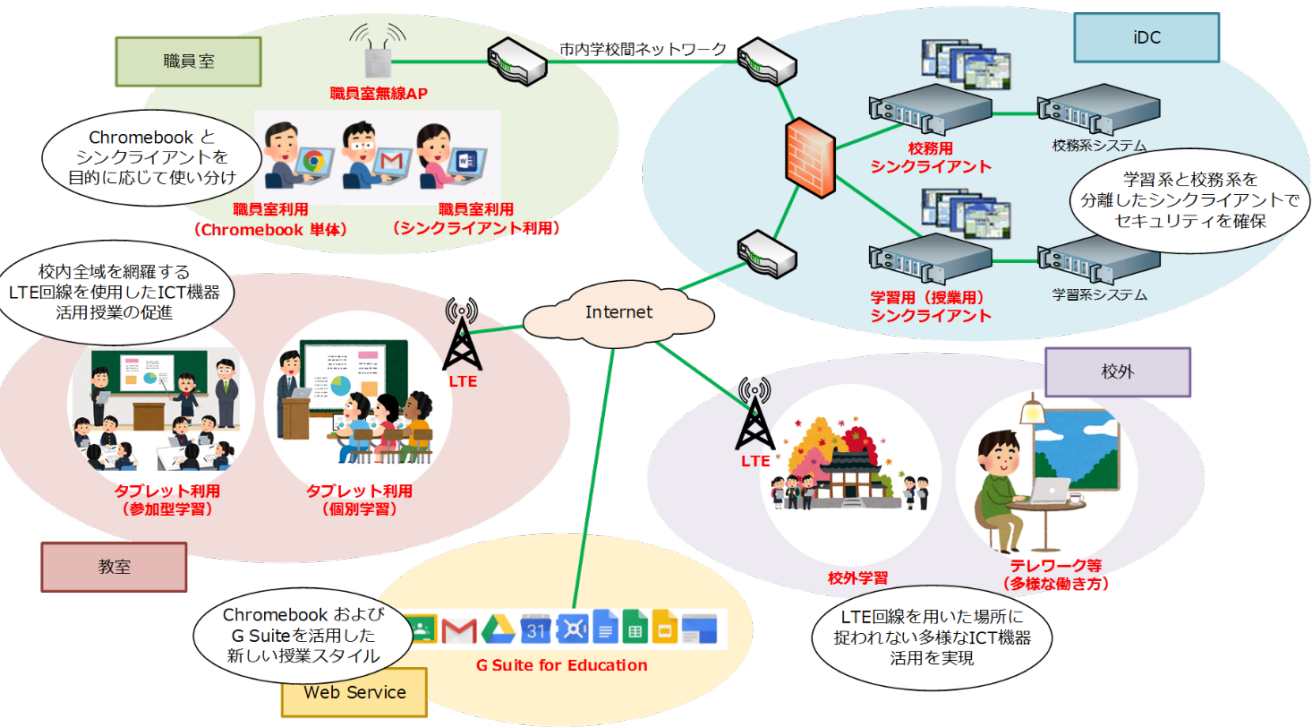 職員室
職員室無線AP
市内学校間ネットワーク
iDC
Chromebook と
シンクライアントを
目的に応じて使い分け
職員室利用
（Chromebook 単体）
職員室利用
（シンクライアント利用）
校務用
シンクライアント
校務系システム
学習系と校務系を
分離したシンクライアントで
セキュリティを確保
学習用（授業用）
シンクライアント
学習系システム
校内全域を網羅する
LTE回線を使用したICT機器
活用授業の促進
Internet
LTE
タブレット利用
（参加型学習）
タブレット利用
（個別学習）
教室
校外
LTE
校外学習
テレワーク等
（多様な働き方）
LTE回線を用いた場所に
捉われない多様なICT機器
活用を実現
Chromebook および
G Suiteを活用した
新しい授業スタイル
31
G Suite for Education
Web Service